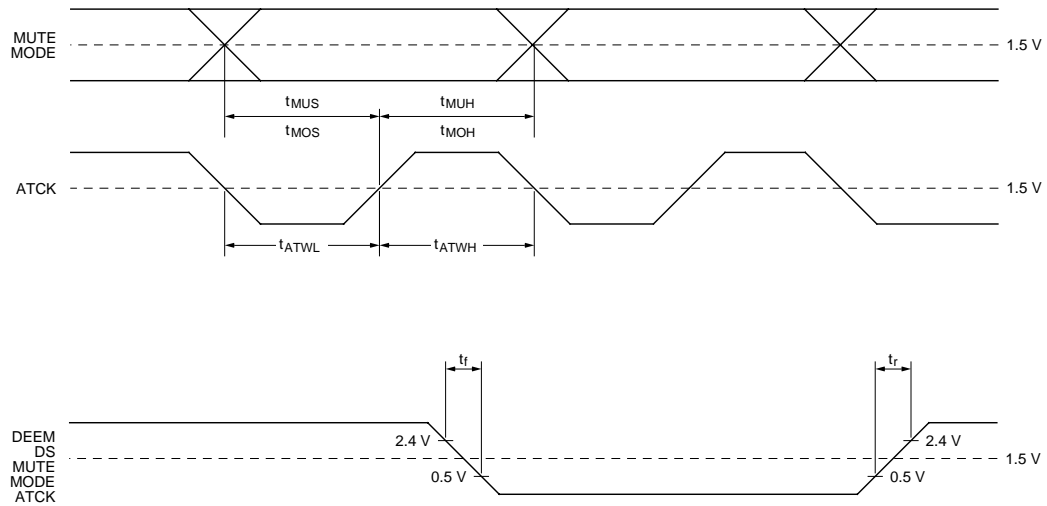 MUTE
MODE
1.5 V
tMUS
tMUH
tMOS
tMOH
ATCK
1.5 V
tATWL
tATWH
tf
tr
DEEM
DS
MUTE
MODE
ATCK
2.4 V
0.5 V
2.4 V
0.5 V
1.5 V